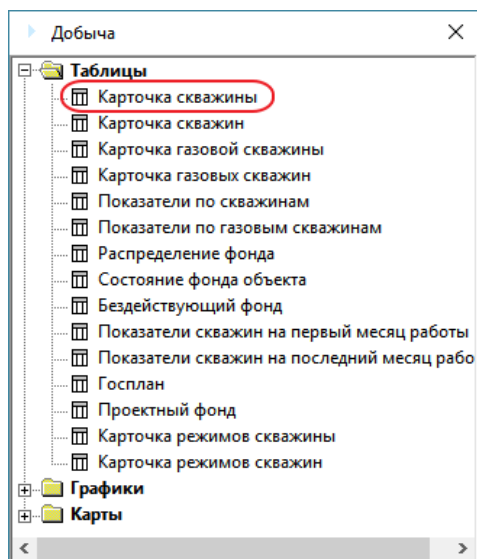 Добыча
Таблицы
Карточка скважины
Карточка скважин
Карточка газовой скважины
Карточка газовых скважин
Показатели по скважинам
Показатели по газовым скважинам
Распределение фонда
Состояние фонда объекта
Бездействующий фонд
Показатели скважин на первый месяц работы
Показатели скважин на последний месяц рабо
Госплан
Проектный фонд
Карточка режимов скважины
Карточка режимов скважин
Графики
Карты